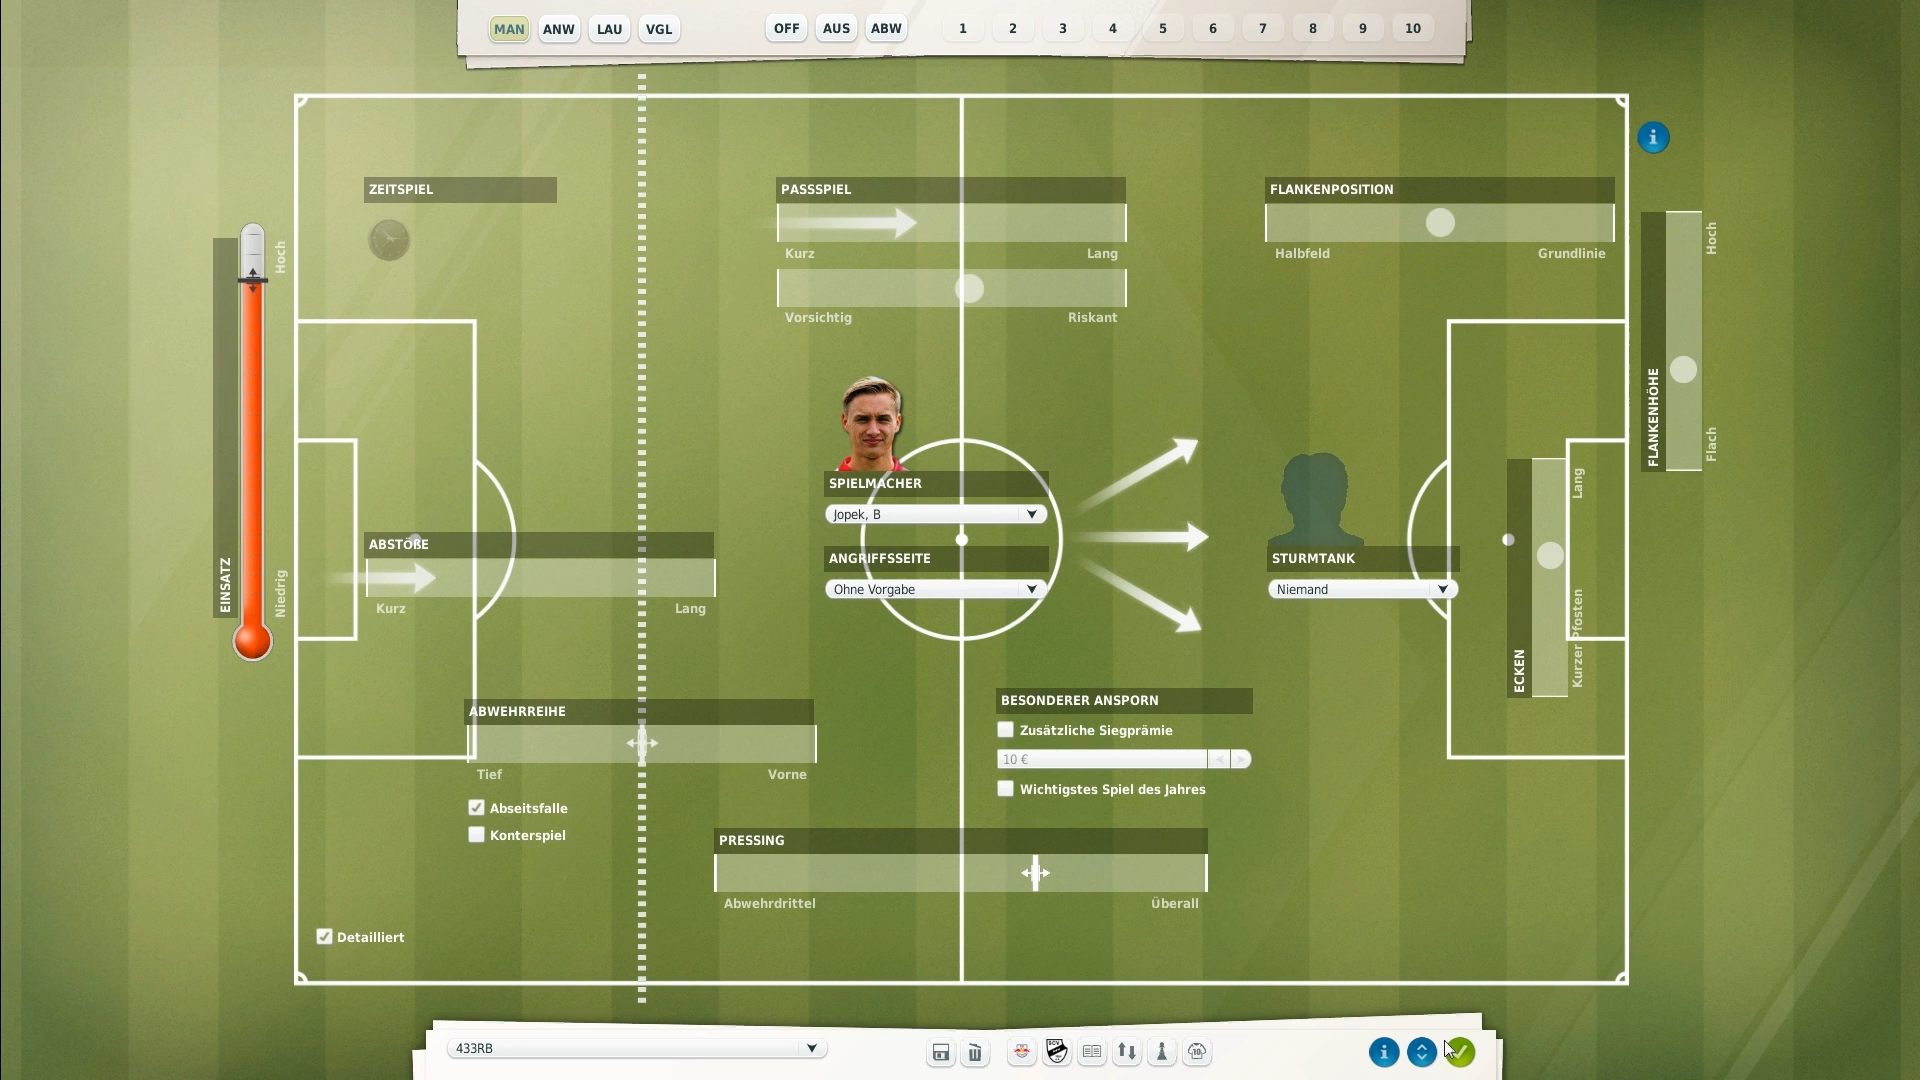 MAN ANW LAU VGL OFF AUS ABW 1 2 3 4 5 6 7 8 9 10
ZEITSPIEL
PASSSPIEL
Kurz Lang
Vorsichtig Riskant
FLANKENPOSITION
Halbfeld Grundlinie
EINSATZ
Hoch
Niedrig
FLANKENHÖHE
Hoch
Flach
SPIELMACHER
Jopek, B
ANGRIFFSSEITE
Ohne Vorgabe
STURMTANK
Niemand
ABSTÖßE
Kurz Lang
ECKEN
Lang
Kurzer Pfosten
ABWEHRREIHE
Tief Vorne
Abseitsfalle
Konterspiel
BESONDERER ANSPORN
Zusätzliche Siegprämie
10 €
Wichtigstes Spiel des Jahres
PRESSING
Abwehrdrittel Überall
Detailliert
433RB
10